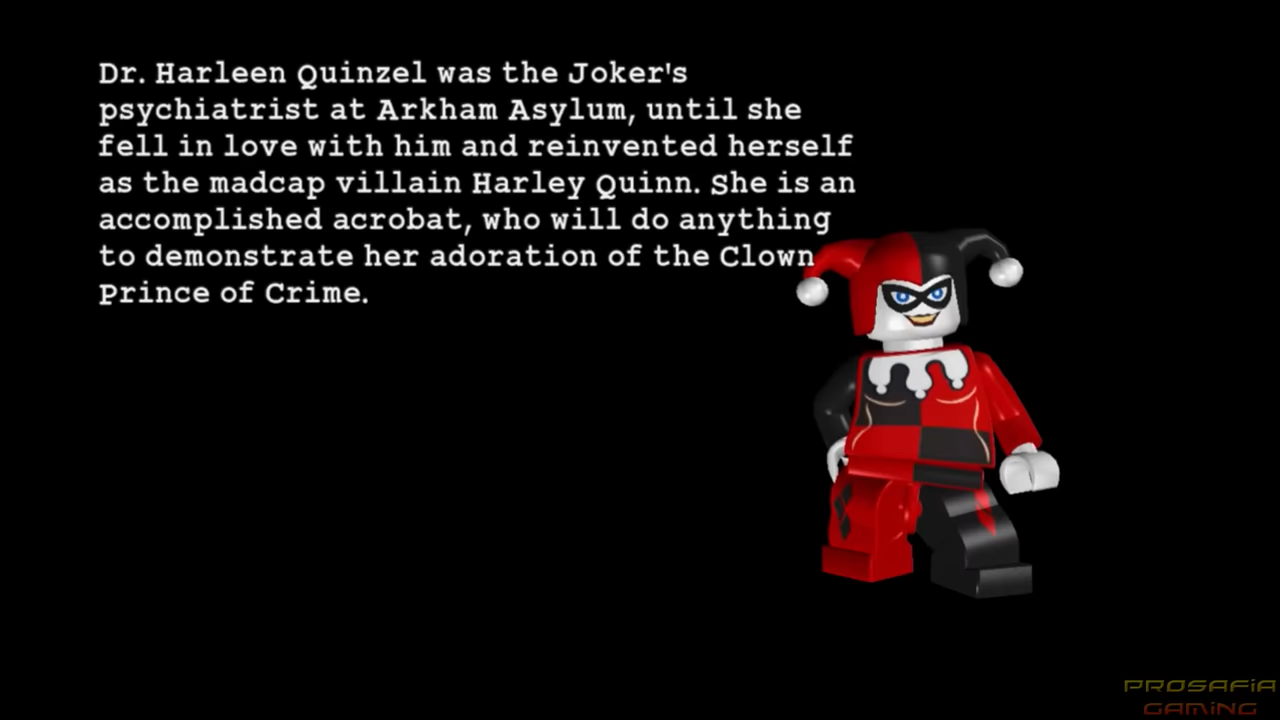 Dr. Harleen Quinzel was the Joker's
psychiatrist at Arkham Asylum, until she
fell in love with him and reinvented herself
as the madcap villain Harley Quinn. She is an
accomplished acrobat, who will do anything
to demonstrate her adoration of the Clown
Prince of Crime.
PROSAFiA
GAMiNG